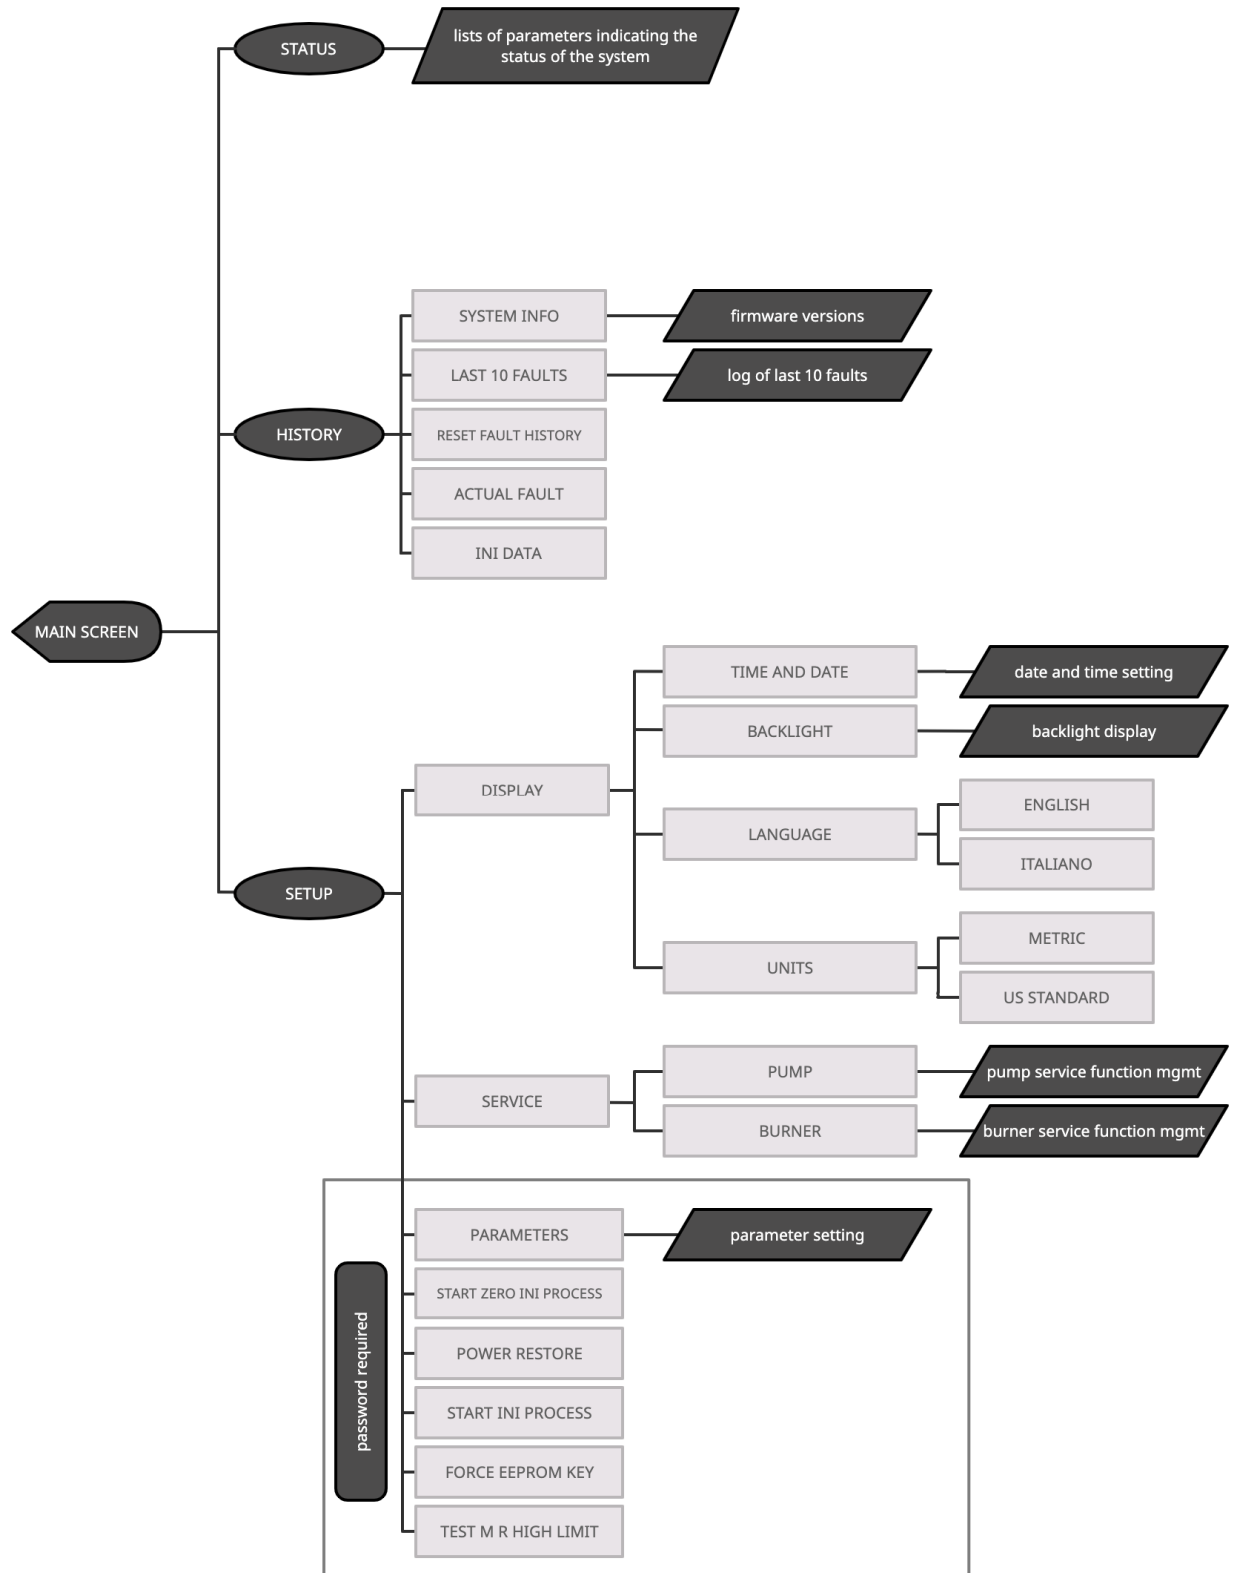 STATUS
lists of parameters indicating the
status of the system
SYSTEM INFO
firmware versions
LAST 10 FAULTS
log of last 10 faults
HISTORY
RESET FAULT HISTORY
ACTUAL FAULT
INI DATA
MAIN SCREEN
TIME AND DATE
date and time setting
BACKLIGHT
backlight display
DISPLAY
LANGUAGE
ENGLISH
ITALIANO
SETUP
UNITS
METRIC
US STANDARD
SERVICE
PUMP
pump service function mgmt
BURNER
burner service function mgmt
password required
PARAMETERS
parameter setting
START ZERO INI PROCESS
POWER RESTORE
START INI PROCESS
FORCE EEPROM KEY
TEST M R HIGH LIMIT